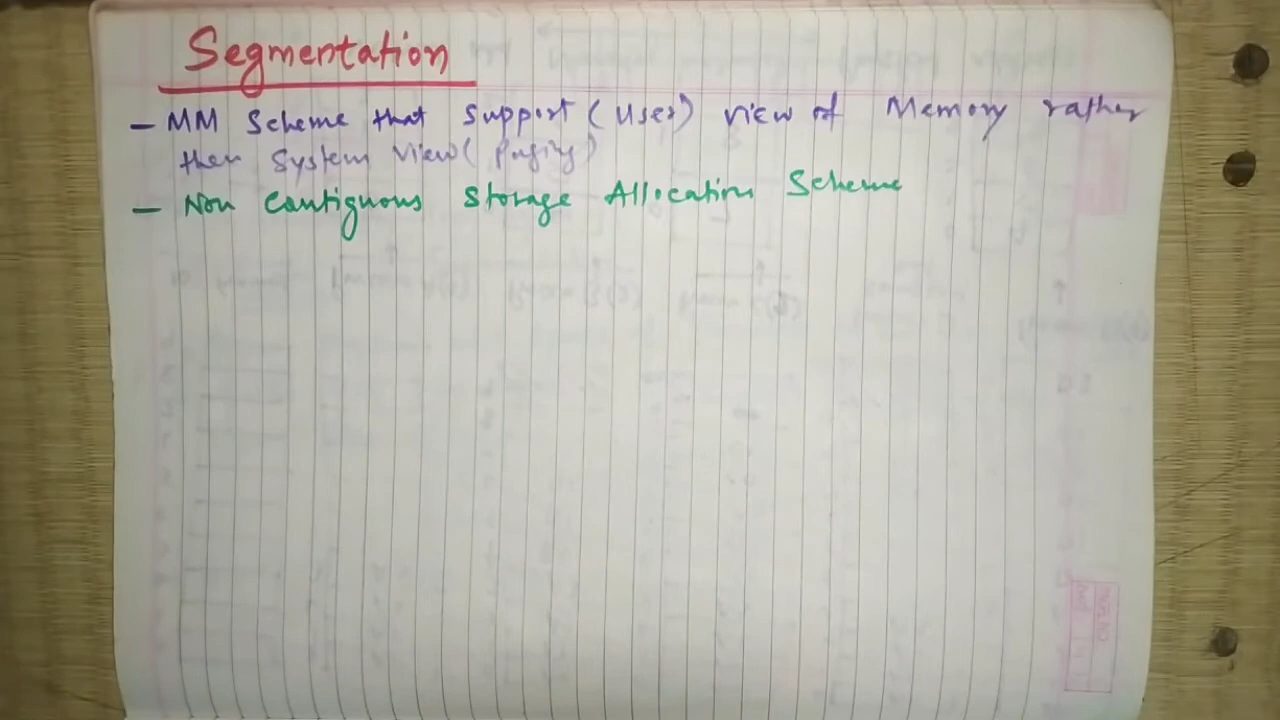 Segmentation
- MM Scheme that Support (User) view of Memory rather
then System View (Paging)
- Non Contiguous Storage Allocation Scheme